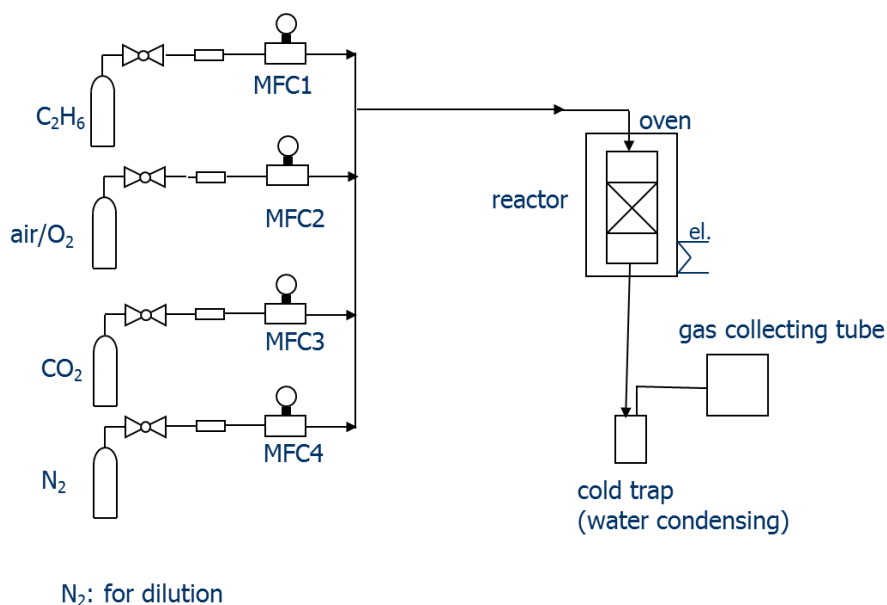 MFC1
C₂H₆
oven
reactor
MFC2
air/O₂
el.
gas collecting tube
MFC3
CO₂
MFC4
N₂
cold trap
(water condensing)
N₂: for dilution